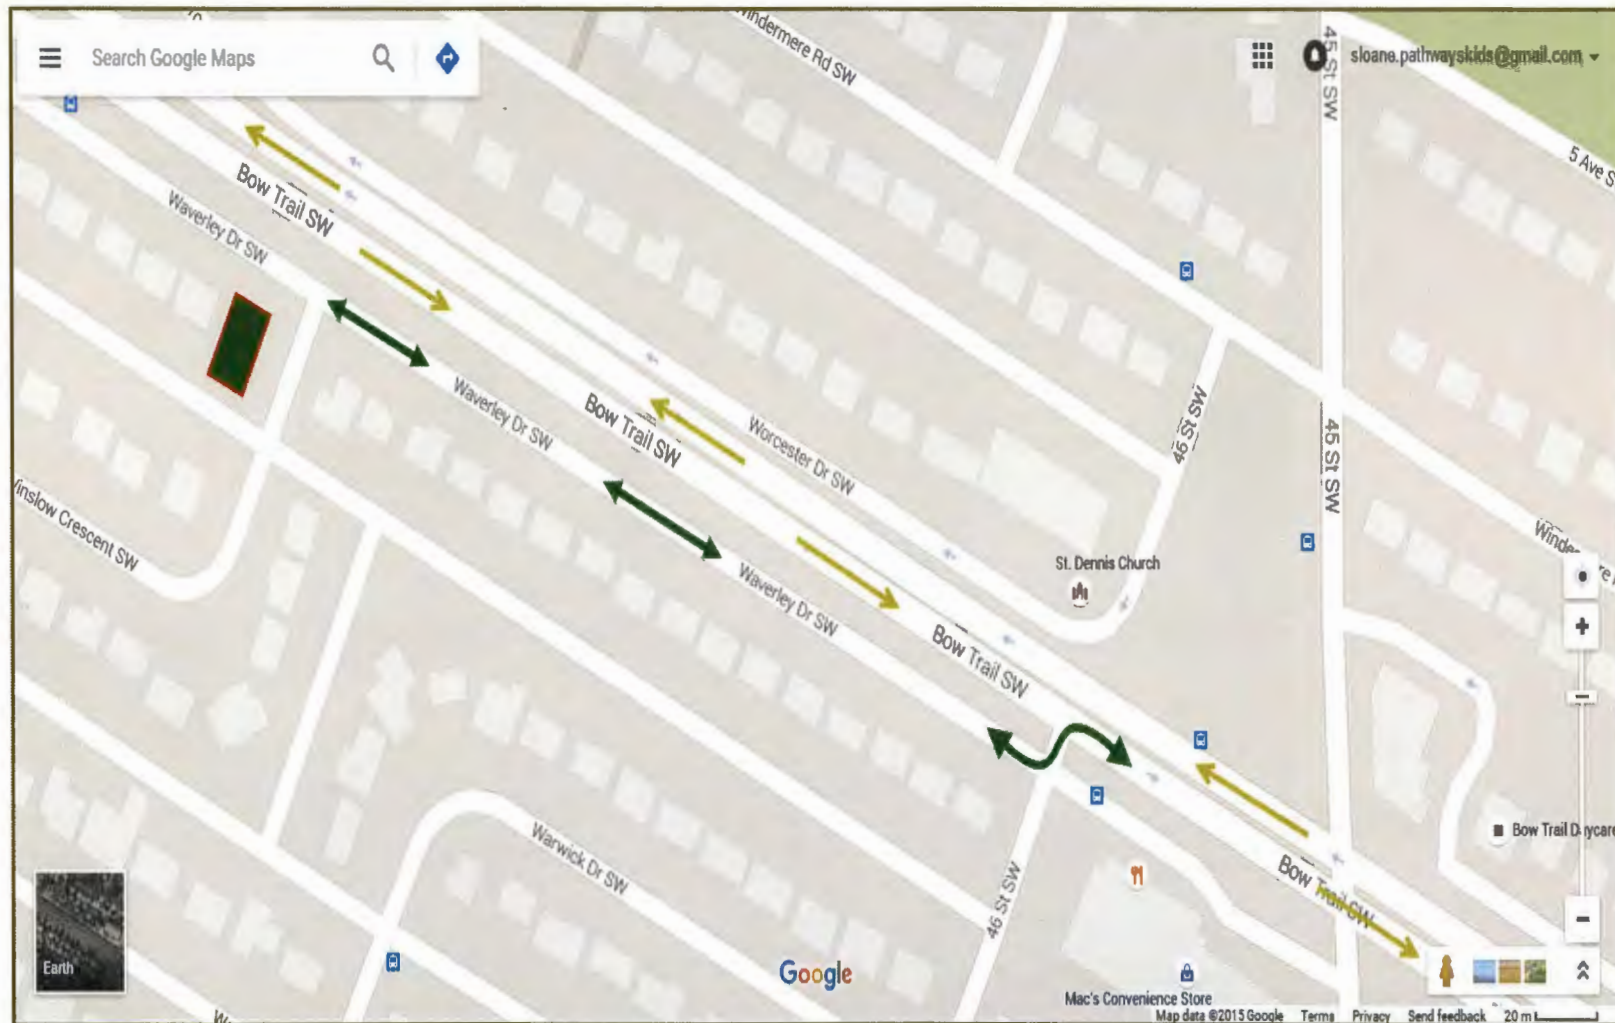 Search Google Maps
sloane.pathwayskids@gmail.com
Windermere Rd SW
45 St SW
5 Ave S
Bow Trail SW
Waverley Dr SW
Waverley Dr SW
Bow Trail SW
Worcester Dr SW
46 St SW
45 St SW
Winslow Crescent SW
St. Dennis Church
Waverley Dr SW
Bow Trail SW
Bow Trail Daycare
Bow Trail SW
Warwick Dr SW
46 St SW
Earth
Google
Mac's Convenience Store
Map data ©2015 Google Terms Privacy Send feedback 20 m